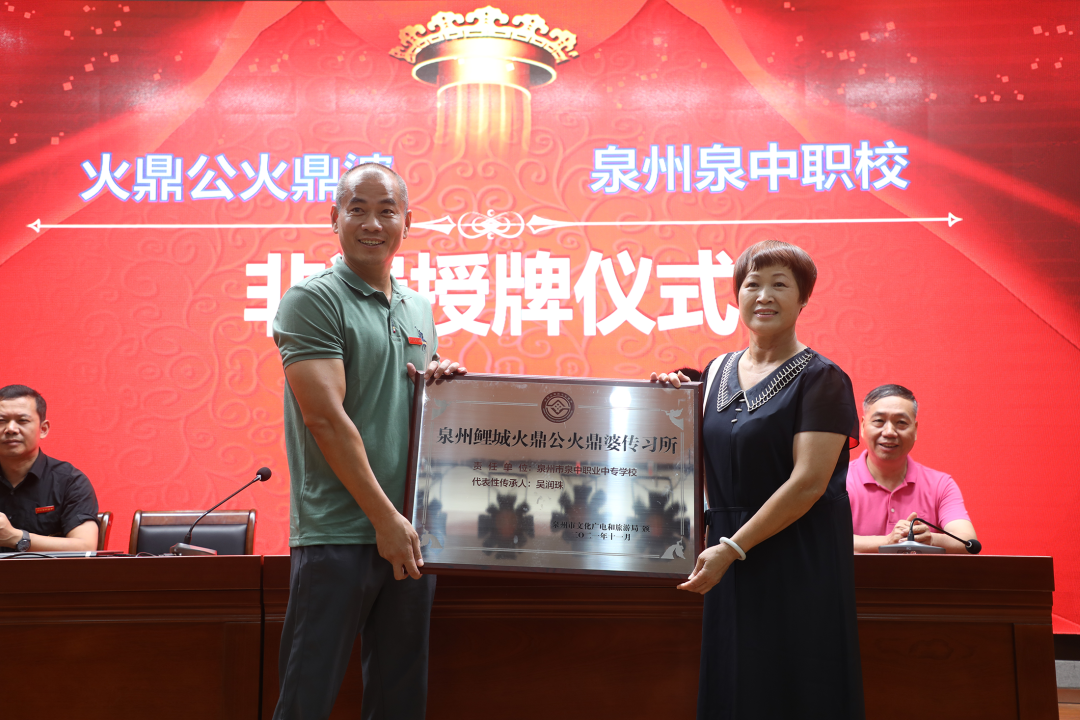 火鼎公火鼎
泉州泉中职校
非 授牌仪式
泉州鲤城火鼎公火鼎婆传习所
责任单位：泉州市泉中职业中专学校
代表性传承人：吴润珠
泉州市文化广电和旅游局 颁
二〇二一年十一月